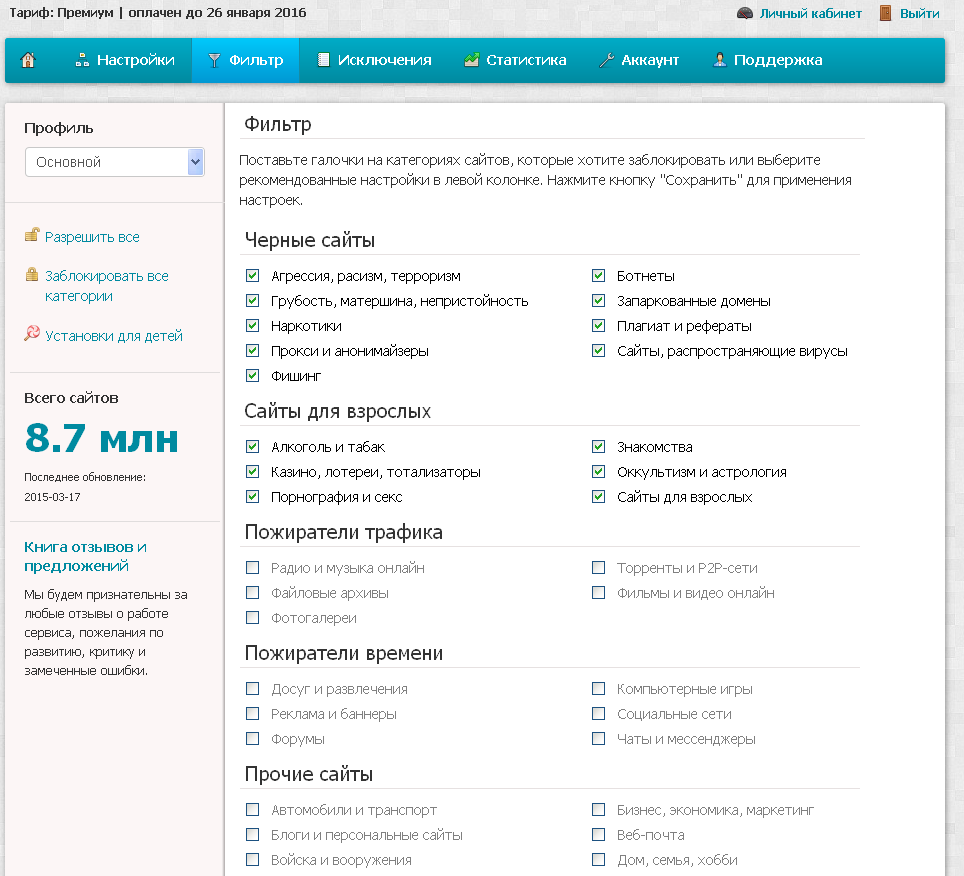 Тариф: Премиум | оплачен до 26 января 2016
Личный кабинет
Выйти
Настройки
Фильтр
Исключения
Статистика
Аккаунт
Поддержка
Профиль
Основной
Разрешить все
Заблокировать все
категории
Установки для детей
Всего сайтов
8.7 млн
Последнее обновление:
2015-03-17
Книга отзывов и
предложений
Мы будем признательны за
любые отзывы о работе
сервиса, пожелания по
развитию, критику и
замеченные ошибки.
Фильтр
Поставьте галочки на категориях сайтов, которые хотите заблокировать или выберите
рекомендованные настройки в левой колонке. Нажмите кнопку "Сохранить" для применения
настроек.
Черные сайты
Агрессия, расизм, терроризм
Ботнеты
Грубость, матершина, непристойность
Запаркованные домены
Наркотики
Плагиат и рефераты
Прокси и анонимайзеры
Сайты, распространяющие вирусы
Фишинг
Сайты для взрослых
Алкоголь и табак
Знакомства
Казино, лотереи, тотализаторы
Оккультизм и астрология
Порнография и секс
Сайты для взрослых
Пожиратели трафика
Радио и музыка онлайн
Торренты и P2P-сети
Файловые архивы
Фильмы и видео онлайн
Фотогалереи
Пожиратели времени
Досуг и развлечения
Компьютерные игры
Реклама и баннеры
Социальные сети
Форумы
Чаты и мессенджеры
Прочие сайты
Автомобили и транспорт
Бизнес, экономика, маркетинг
Блоги и персональные сайты
Веб-почта
Войска и вооружения
Дом, семья, хобби